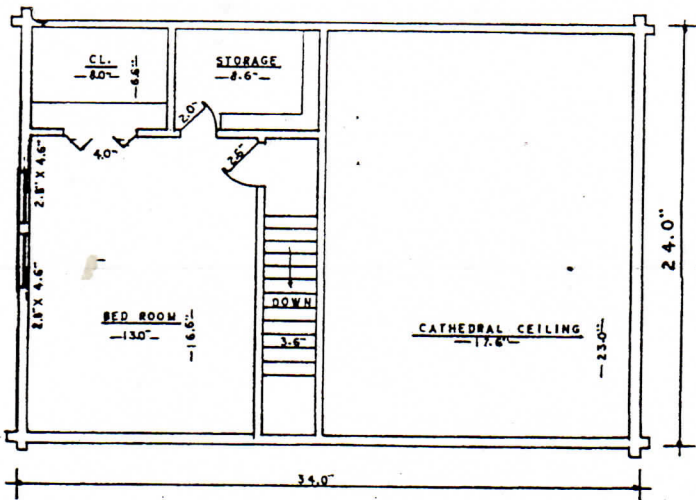 CL.
8.0"
6.6"
STORAGE
8.6"
2.0"
4.0"
2.6"
2.8" X 4.6"
2.8" X 4.6"
BED ROOM
13.0"
16.6"
DOWN
3.6"
CATHEDRAL CEILING
17.6"
23.0"
24.0"
34.0"